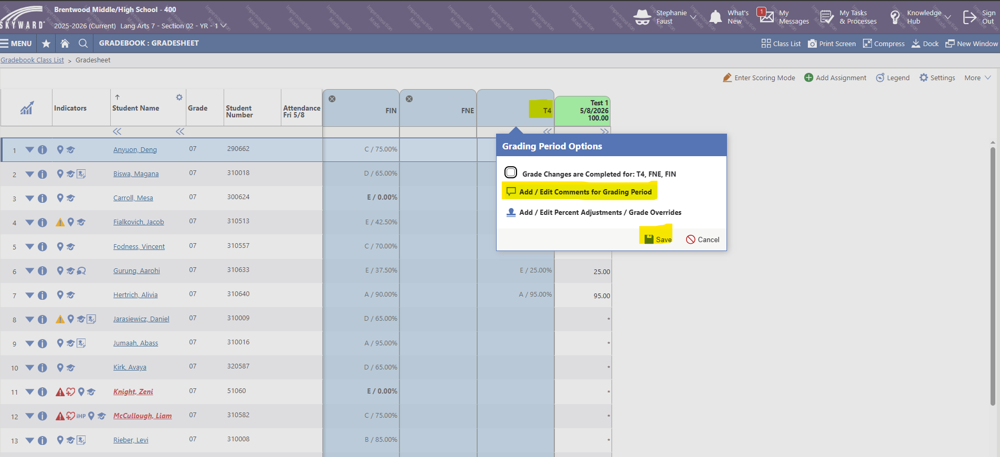 Brentwood Middle/High School - 400
SKYWARD
2025-2026 (Current) Lang Arts 7 - Section 02 - YR - 1
Impersonation Mode
Stephanie Faust
What's New
1
My Messages
My Tasks & Processes
Knowledge Hub
Sign Out
MENU
GRADEBOOK : GRADESHEET
Class List
Print Screen
Compress
Dock
New Window
Gradebook Class List > Gradesheet
Enter Scoring Mode
Add Assignment
Legend
Settings
More
Indicators
Student Name
Grade
Student Number
Attendance Fri 5/8
FIN
FNE
T4
Test 1
5/8/2026
100.00
Grading Period Options
Grade Changes are Completed for: T4, FNE, FIN
Add / Edit Comments for Grading Period
Add / Edit Percent Adjustments / Grade Overrides
Save
Cancel
1 Anyuon, Deng 07 290662 C / 75.00%
2 Biswa, Magana 07 310018 D / 65.00%
3 Carroll, Mesa 07 300624 E / 0.00%
4 Fialkovich, Jacob 07 310513 E / 42.50%
5 Fodness, Vincent 07 310557 C / 70.00%
6 Gurung, Aarohi 07 310633 E / 37.50% E / 25.00% 25.00
7 Hertrich, Alivia 07 310640 A / 90.00% A / 95.00% 95.00
8 Jarasiewicz, Daniel 07 310009 D / 65.00% *
9 Jumaah, Abass 07 310016 A / 95.00% *
10 Kirk, Avaya 07 320587 D / 65.00% *
11 Knight, Zeni 07 51060 E / 0.00% *
12 iHP McCullough, Liam 07 310582 C / 75.00% *
13 Rieber, Levi 07 310008 B / 85.00% *